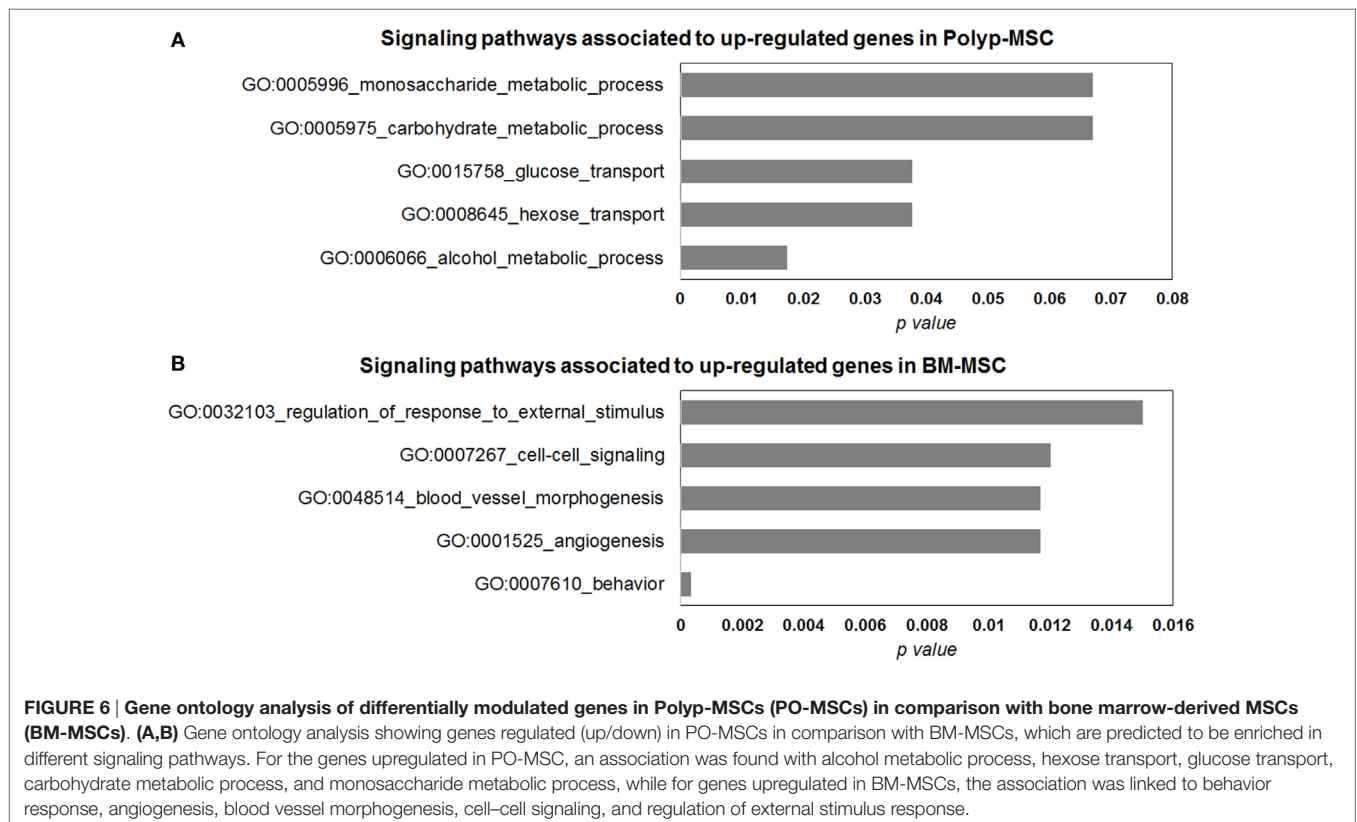 A
Signaling pathways associated to up-regulated genes in Polyp-MSC
GO:0005996_monosaccharide_metabolic_process
GO:0005975_carbohydrate_metabolic_process
GO:0015758_glucose_transport
GO:0008645_hexose_transport
GO:0006066_alcohol_metabolic_process
0 0.01 0.02 0.03 0.04 0.05 0.06 0.07 0.08
p value
B
Signaling pathways associated to up-regulated genes in BM-MSC
GO:0032103_regulation_of_response_to_external_stimulus
GO:0007267_cell-cell_signaling
GO:0048514_blood_vessel_morphogenesis
GO:0001525_angiogenesis
GO:0007610_behavior
0 0.002 0.004 0.006 0.008 0.01 0.012 0.014 0.016
p value
FIGURE 6 | Gene ontology analysis of differentially modulated genes in Polyp-MSCs (PO-MSCs) in comparison with bone marrow-derived MSCs
(BM-MSCs). (A,B) Gene ontology analysis showing genes regulated (up/down) in PO-MSCs in comparison with BM-MSCs, which are predicted to be enriched in
different signaling pathways. For the genes upregulated in PO-MSC, an association was found with alcohol metabolic process, hexose transport, glucose transport,
carbohydrate metabolic process, and monosaccharide metabolic process, while for genes upregulated in BM-MSCs, the association was linked to behavior
response, angiogenesis, blood vessel morphogenesis, cell–cell signaling, and regulation of external stimulus response.